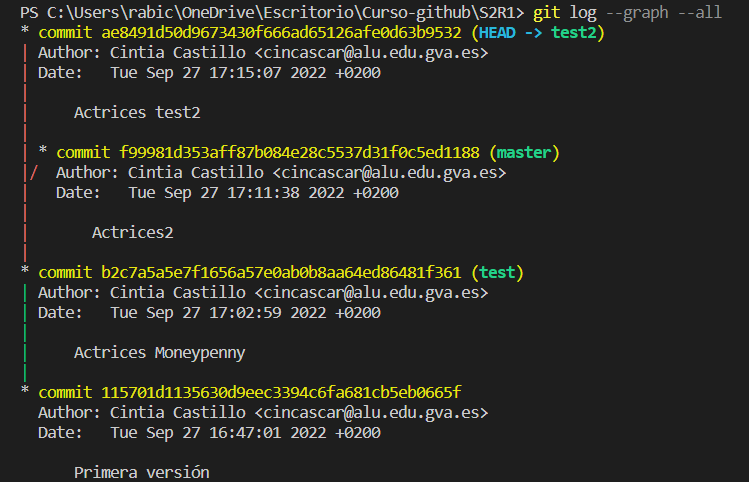 PS C:\Users\rabic\OneDrive\Escritorio\Curso-github\S2R1> git log --graph --all
* commit ae8491d50d9673430f666ad65126afe0d63b9532 (HEAD -> test2)
| Author: Cintia Castillo <cincascar@alu.edu.gva.es>
| Date:   Tue Sep 27 17:15:07 2022 +0200
|
|     Actrices test2
|
| * commit f99981d353aff87b084e28c5537d31f0c5ed1188 (master)
|/  Author: Cintia Castillo <cincascar@alu.edu.gva.es>
|   Date:   Tue Sep 27 17:11:38 2022 +0200
|
|       Actrices2
|
* commit b2c7a5a5e7f1656a57e0ab0b8aa64ed86481f361 (test)
| Author: Cintia Castillo <cincascar@alu.edu.gva.es>
| Date:   Tue Sep 27 17:02:59 2022 +0200
|
|     Actrices Moneypenny
|
* commit 115701d1135630d9eec3394c6fa681cb5eb0665f
  Author: Cintia Castillo <cincascar@alu.edu.gva.es>
  Date:   Tue Sep 27 16:47:01 2022 +0200

      Primera versión